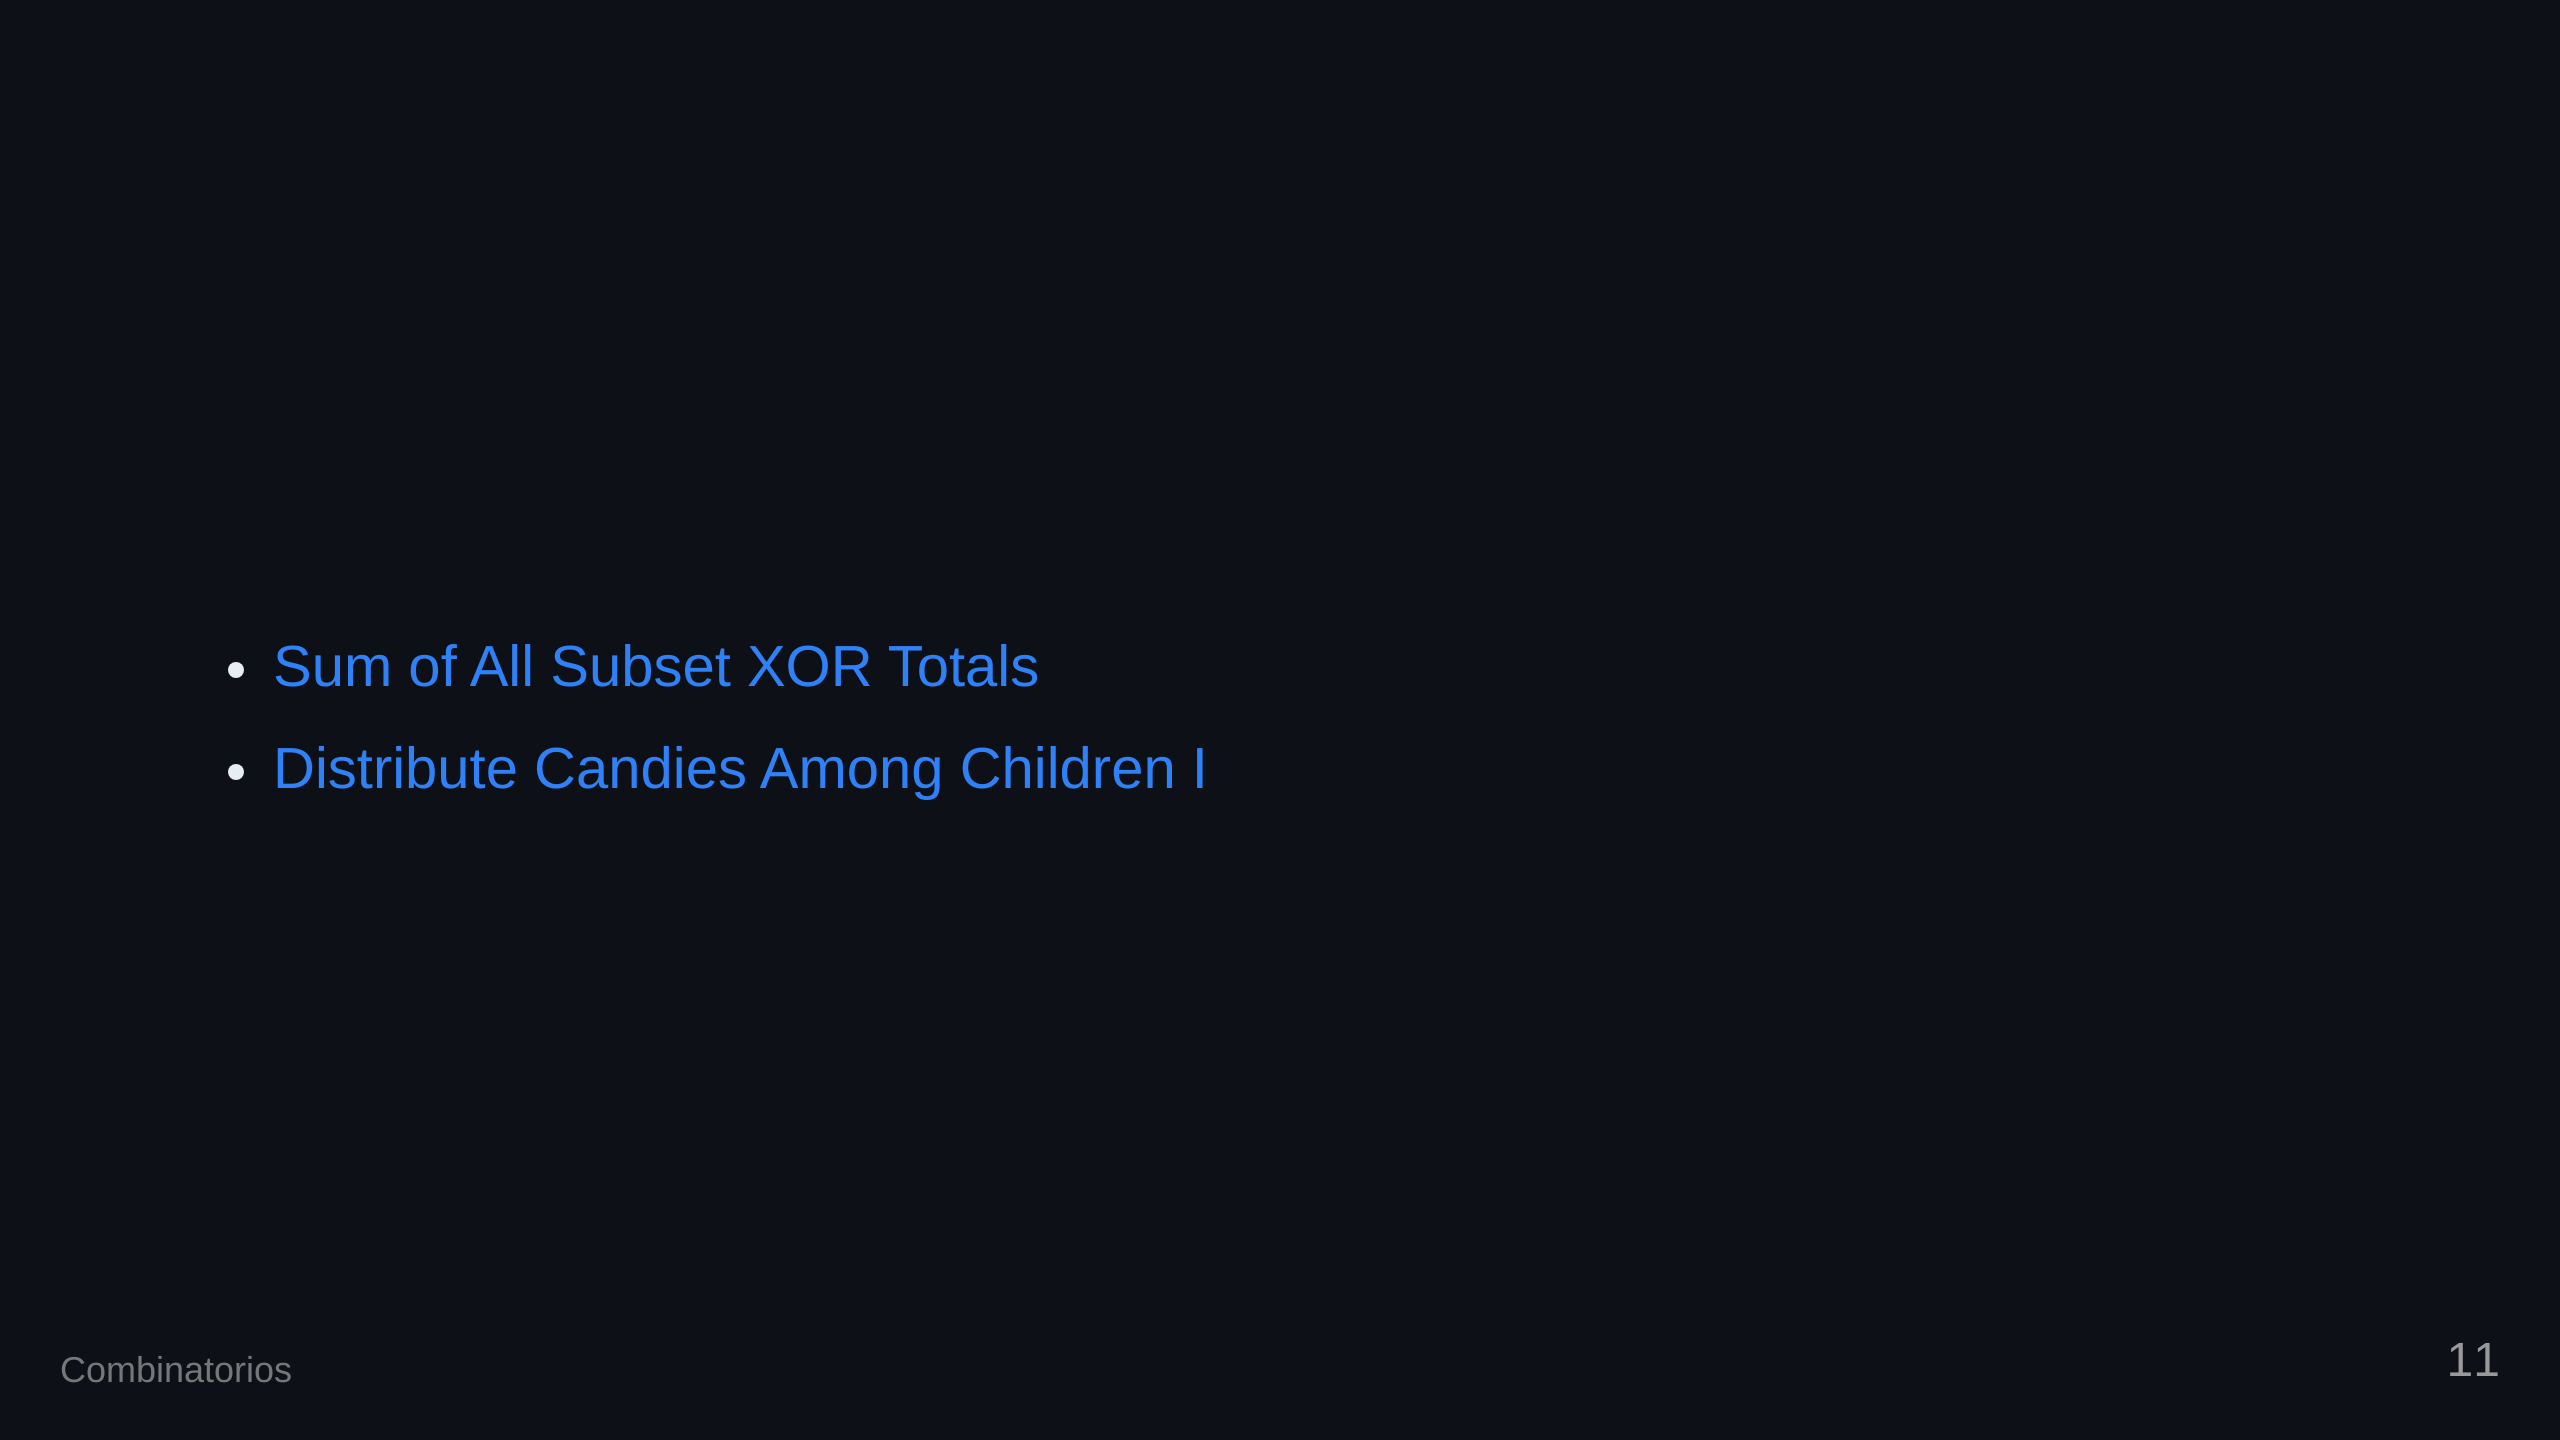 Sum of All Subset XOR Totals
Distribute Candies Among Children I
Combinatorios
11